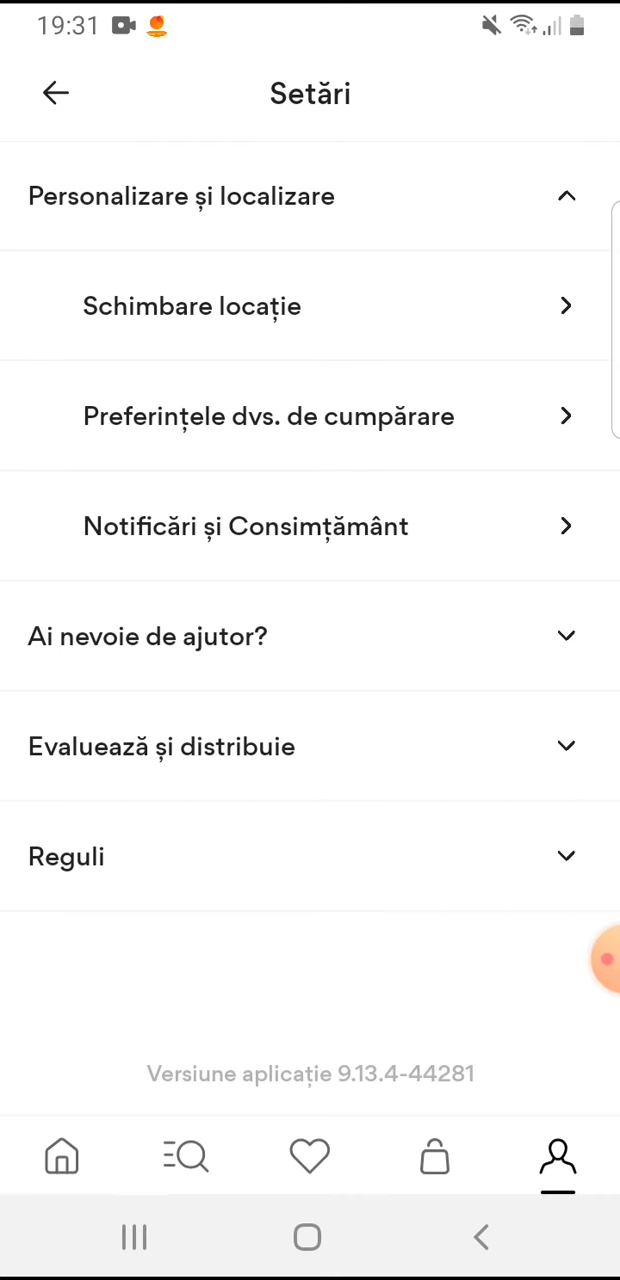 19:31
Setări
Personalizare și localizare
Schimbare locație
Preferințele dvs. de cumpărare
Notificări și Consimțământ
Ai nevoie de ajutor?
Evaluează și distribuie
Reguli
Versiune aplicație 9.13.4-44281